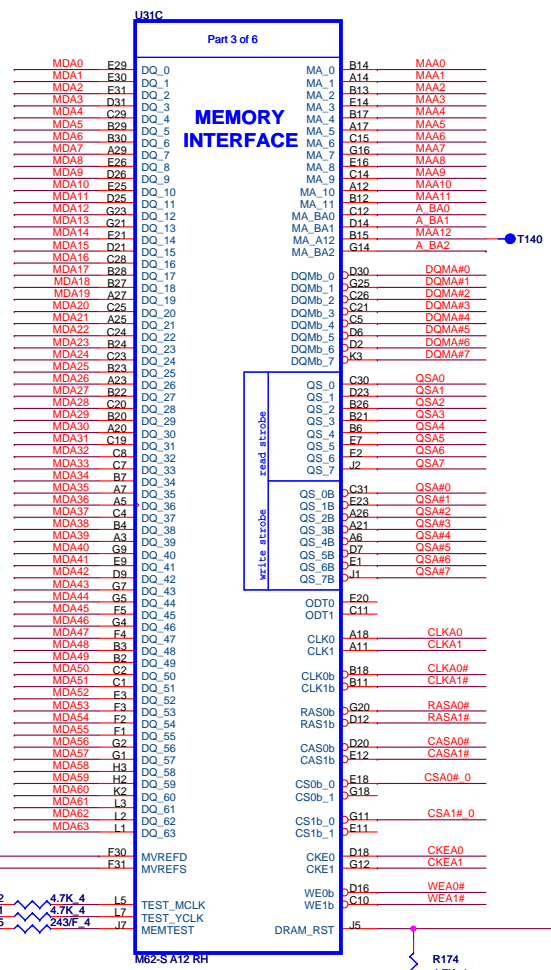 U31C
Part 3 of 6
MEMORY
INTERFACE
MDA0 E29 DQ_0 MA_0 B14 MAA0
MDA1 E30 DQ_1 MA_1 A14 MAA1
MDA2 E31 DQ_2 MA_2 B13 MAA2
MDA3 D31 DQ_3 MA_3 E14 MAA3
MDA4 C29 DQ_4 MA_4 B17 MAA4
MDA5 B29 DQ_5 MA_5 A17 MAA5
MDA6 B30 DQ_6 MA_6 C15 MAA6
MDA7 A29 DQ_7 MA_7 G16 MAA7
MDA8 E26 DQ_8 MA_8 E16 MAA8
MDA9 D26 DQ_9 MA_9 C14 MAA9
MDA10 E25 DQ_10 MA_10 A12 MAA10
MDA11 D25 DQ_11 MA_11 B12 MAA11
MDA12 G23 DQ_12 MA_BA0 C12 A_BA0
MDA13 G21 DQ_13 MA_BA1 D14 A_BA1
MDA14 E21 DQ_14 MA_A12 B15 MAA12 T140
MDA15 D21 DQ_15 MA_BA2 G14 A_BA2
MDA16 C28 DQ_16
MDA17 B28 DQ_17 DQMb_0 D30 DQMA#0
MDA18 B27 DQ_18 DQMb_1 G25 DQMA#1
MDA19 A27 DQ_19 DQMb_2 C26 DQMA#2
MDA20 C25 DQ_20 DQMb_3 C21 DQMA#3
MDA21 A25 DQ_21 DQMb_4 C5 DQMA#4
MDA22 C24 DQ_22 DQMb_5 D6 DQMA#5
MDA23 B24 DQ_23 DQMb_6 D2 DQMA#6
MDA24 C23 DQ_24 DQMb_7 K3 DQMA#7
MDA25 B23 DQ_25
MDA26 A23 DQ_26 QS_0 C30 QSA0
MDA27 B22 DQ_27 QS_1 D23 QSA1
MDA28 C20 DQ_28 QS_2 B26 QSA2
MDA29 B20 DQ_29 QS_3 B21 QSA3
MDA30 A20 DQ_30 QS_4 B6 QSA4
MDA31 C19 DQ_31 QS_5 E7 QSA5
MDA32 C8 DQ_32 QS_6 E2 QSA6
MDA33 C7 DQ_33 QS_7 J2 QSA7
read strobe
MDA34 B7 DQ_34
MDA35 A7 DQ_35 QS_0B C31 QSA#0
MDA36 A5 DQ_36 QS_1B E23 QSA#1
MDA37 C4 DQ_37 QS_2B A26 QSA#2
MDA38 B4 DQ_38 QS_3B A21 QSA#3
MDA39 A3 DQ_39 QS_4B A6 QSA#4
MDA40 G9 DQ_40 QS_5B D7 QSA#5
MDA41 E9 DQ_41 QS_6B E1 QSA#6
MDA42 D9 DQ_42 QS_7B J1 QSA#7
write strobe
MDA43 G7 DQ_43
MDA44 G5 DQ_44 ODT0 E20
MDA45 F5 DQ_45 ODT1 C11
MDA46 G4 DQ_46
MDA47 F4 DQ_47 CLK0 A18 CLKA0
MDA48 B3 DQ_48 CLK1 A11 CLKA1
MDA49 B2 DQ_49
MDA50 C2 DQ_50 CLK0b B18 CLKA0#
MDA51 C1 DQ_51 CLK1b B11 CLKA1#
MDA52 E3 DQ_52
MDA53 F3 DQ_53 RAS0b G20 RASA0#
MDA54 F2 DQ_54 RAS1b D12 RASA1#
MDA55 F1 DQ_55
MDA56 G2 DQ_56 CAS0b D20 CASA0#
MDA57 G1 DQ_57 CAS1b E12 CASA1#
MDA58 H3 DQ_58
MDA59 H2 DQ_59 CS0b_0 E18 CSA0#_0
MDA60 K2 DQ_60 CS0b_1 G18
MDA61 L3 DQ_61
MDA62 L2 DQ_62 CS1b_0 G11 CSA1#_0
MDA63 L1 DQ_63 CS1b_1 E11
F30 MVREFD CKE0 D18 CKEA0
F31 MVREFS CKE1 G12 CKEA1
WE0b D16 WEA0#
4.7K_4 L5 TEST_MCLK WE1b C10 WEA1#
4.7K_4 L7 TEST_YCLK
243/F_4 J7 MEMTEST DRAM_RST J5
M62-S A12 RH
R174